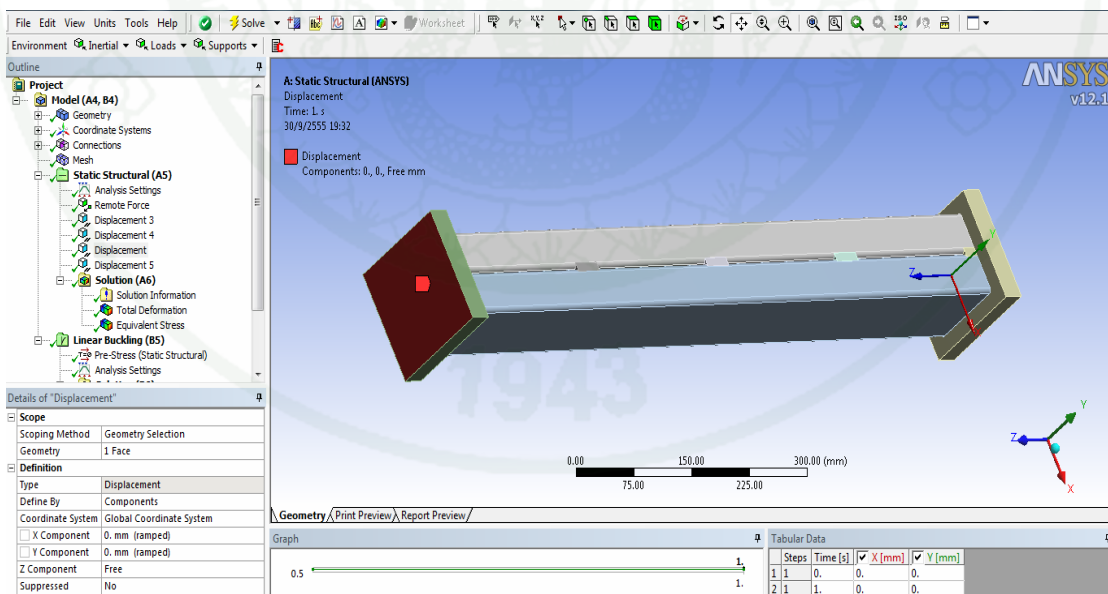 File Edit View Units Tools Help Solve Worksheet ISO
Environment Inertial Loads Supports
Outline
Project
Model (A4, B4)
Geometry
Coordinate Systems
Connections
Mesh
Static Structural (A5)
Analysis Settings
Remote Force
Displacement 3
Displacement 4
Displacement
Displacement 5
Solution (A6)
Solution Information
Total Deformation
Equivalent Stress
Linear Buckling (B5)
Pre-Stress (Static Structural)
Analysis Settings
A: Static Structural (ANSYS)
Displacement
Time: 1. s
30/9/2555 19:32
Displacement
Components: 0., 0., Free mm
ANSYS
v12.1
Y
Z
Y
Z
X
1943
0.00 150.00 300.00 (mm)
75.00 225.00
Geometry Print Preview Report Preview
Details of "Displacement"
Scope
Scoping Method Geometry Selection
Geometry 1 Face
Definition
Type Displacement
Define By Components
Coordinate System Global Coordinate System
X Component 0. mm (ramped)
Y Component 0. mm (ramped)
Z Component Free
Suppressed No
Graph
1.
0.5
1.
Tabular Data
Steps Time [s] X [mm] Y [mm]
1 1 0. 0. 0.
2 1 1. 0. 0.